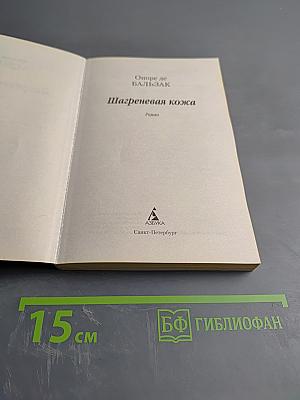 Оноре де
БАЛЬЗАК
Шагреневая кожа
Роман
АЗБУКА
Санкт-Петербург
15 см
БФ ГИБЛИОФАН